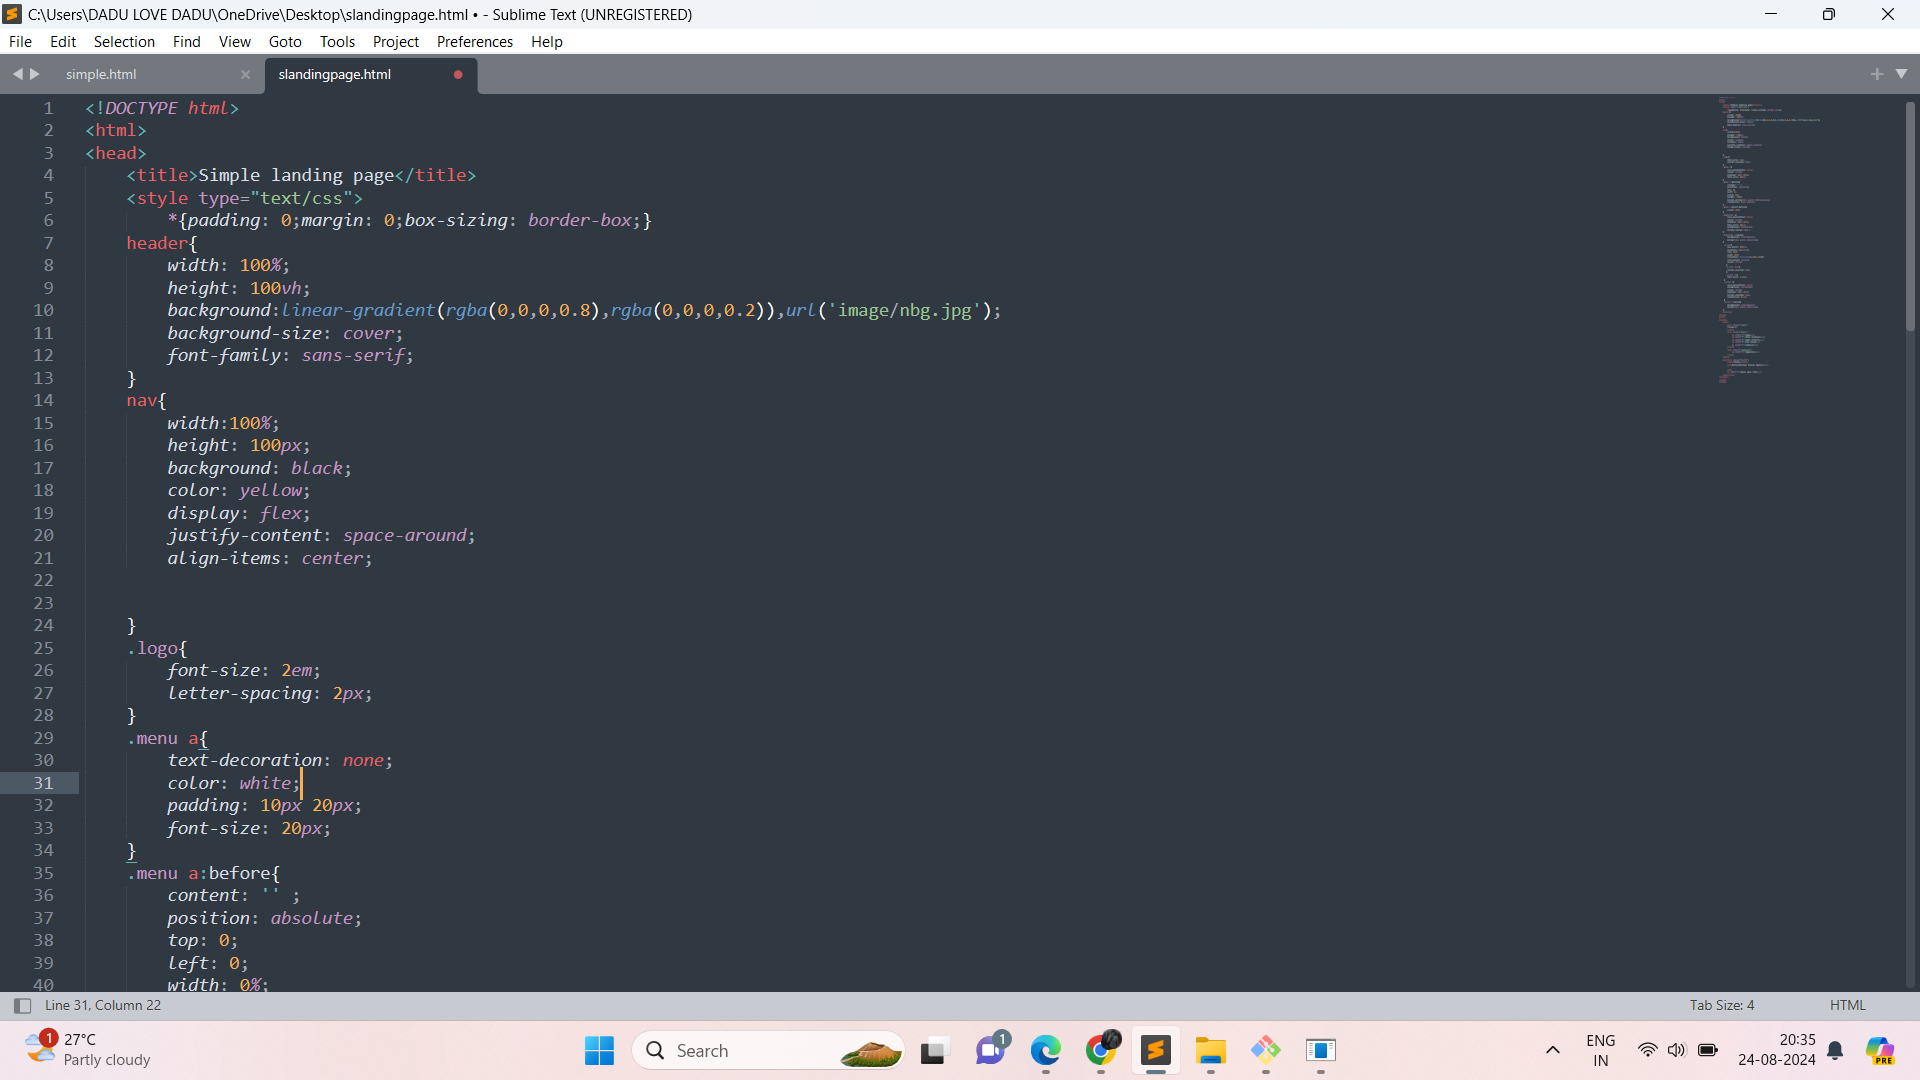 C:\Users\DADU LOVE DADU\OneDrive\Desktop\slandingpage.html • - Sublime Text (UNREGISTERED)
File Edit Selection Find View Goto Tools Project Preferences Help
simple.html slandingpage.html
1 <!DOCTYPE html>
2 <html>
3 <head>
4 <title>Simple landing page</title>
5 <style type="text/css">
6 *{padding: 0;margin: 0;box-sizing: border-box;}
7 header{
8 width: 100%;
9 height: 100vh;
10 background:linear-gradient(rgba(0,0,0,0.8),rgba(0,0,0,0.2)),url('image/nbg.jpg');
11 background-size: cover;
12 font-family: sans-serif;
13 }
14 nav{
15 width:100%;
16 height: 100px;
17 background: black;
18 color: yellow;
19 display: flex;
20 justify-content: space-around;
21 align-items: center;
22
23
24 }
25 .logo{
26 font-size: 2em;
27 letter-spacing: 2px;
28 }
29 .menu a{
30 text-decoration: none;
31 color: white;
32 padding: 10px 20px;
33 font-size: 20px;
34 }
35 .menu a:before{
36 content: '' ;
37 position: absolute;
38 top: 0;
39 left: 0;
40 width: 0%;
Line 31, Column 22 Tab Size: 4 HTML
1 27°C
Partly cloudy
Search
1
ENG
IN
20:35
24-08-2024
PRE